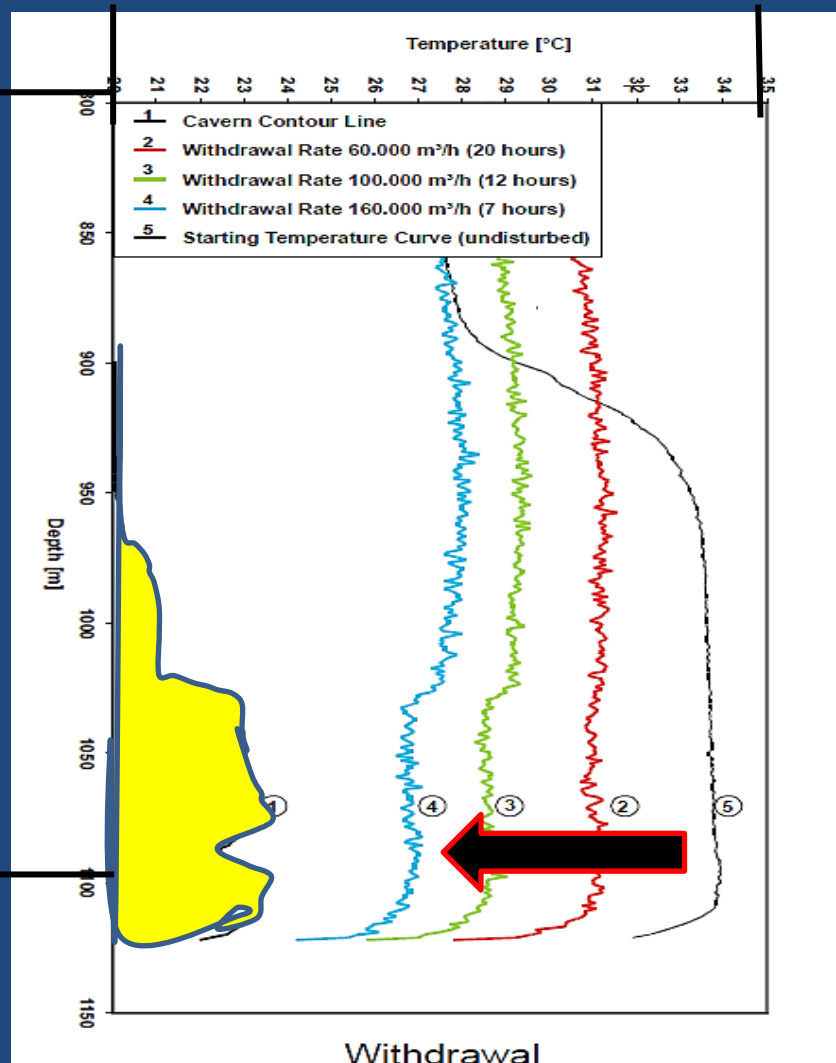 Temperature [°C]
20 21 22 23 24 25 26 27 28 29 30 31 32 33 34 35
1 Cavern Contour Line
2 Withdrawal Rate 60.000 m³/h (20 hours)
3 Withdrawal Rate 100.000 m³/h (12 hours)
4 Withdrawal Rate 160.000 m³/h (7 hours)
5 Starting Temperature Curve (undisturbed)
800
850
900
950
1000
1050
1100
1150
Depth [m]
1 4 3 2 5
Withdrawal